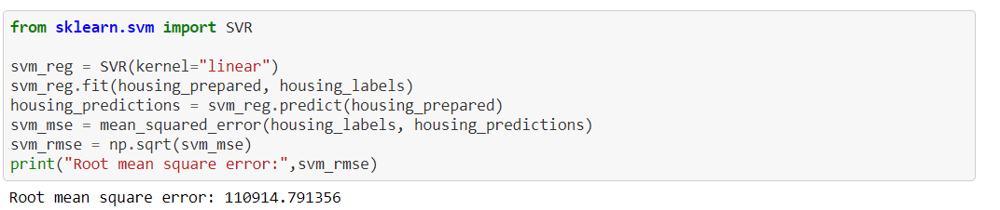 from sklearn.svm import SVR
svm_reg = SVR(kernel="linear")
svm_reg.fit(housing_prepared, housing_labels)
housing_predictions = svm_reg.predict(housing_prepared)
svm_mse = mean_squared_error(housing_labels, housing_predictions)
svm_rmse = np.sqrt(svm_mse)
print("Root mean square error:",svm_rmse)
Root mean square error: 110914.791356